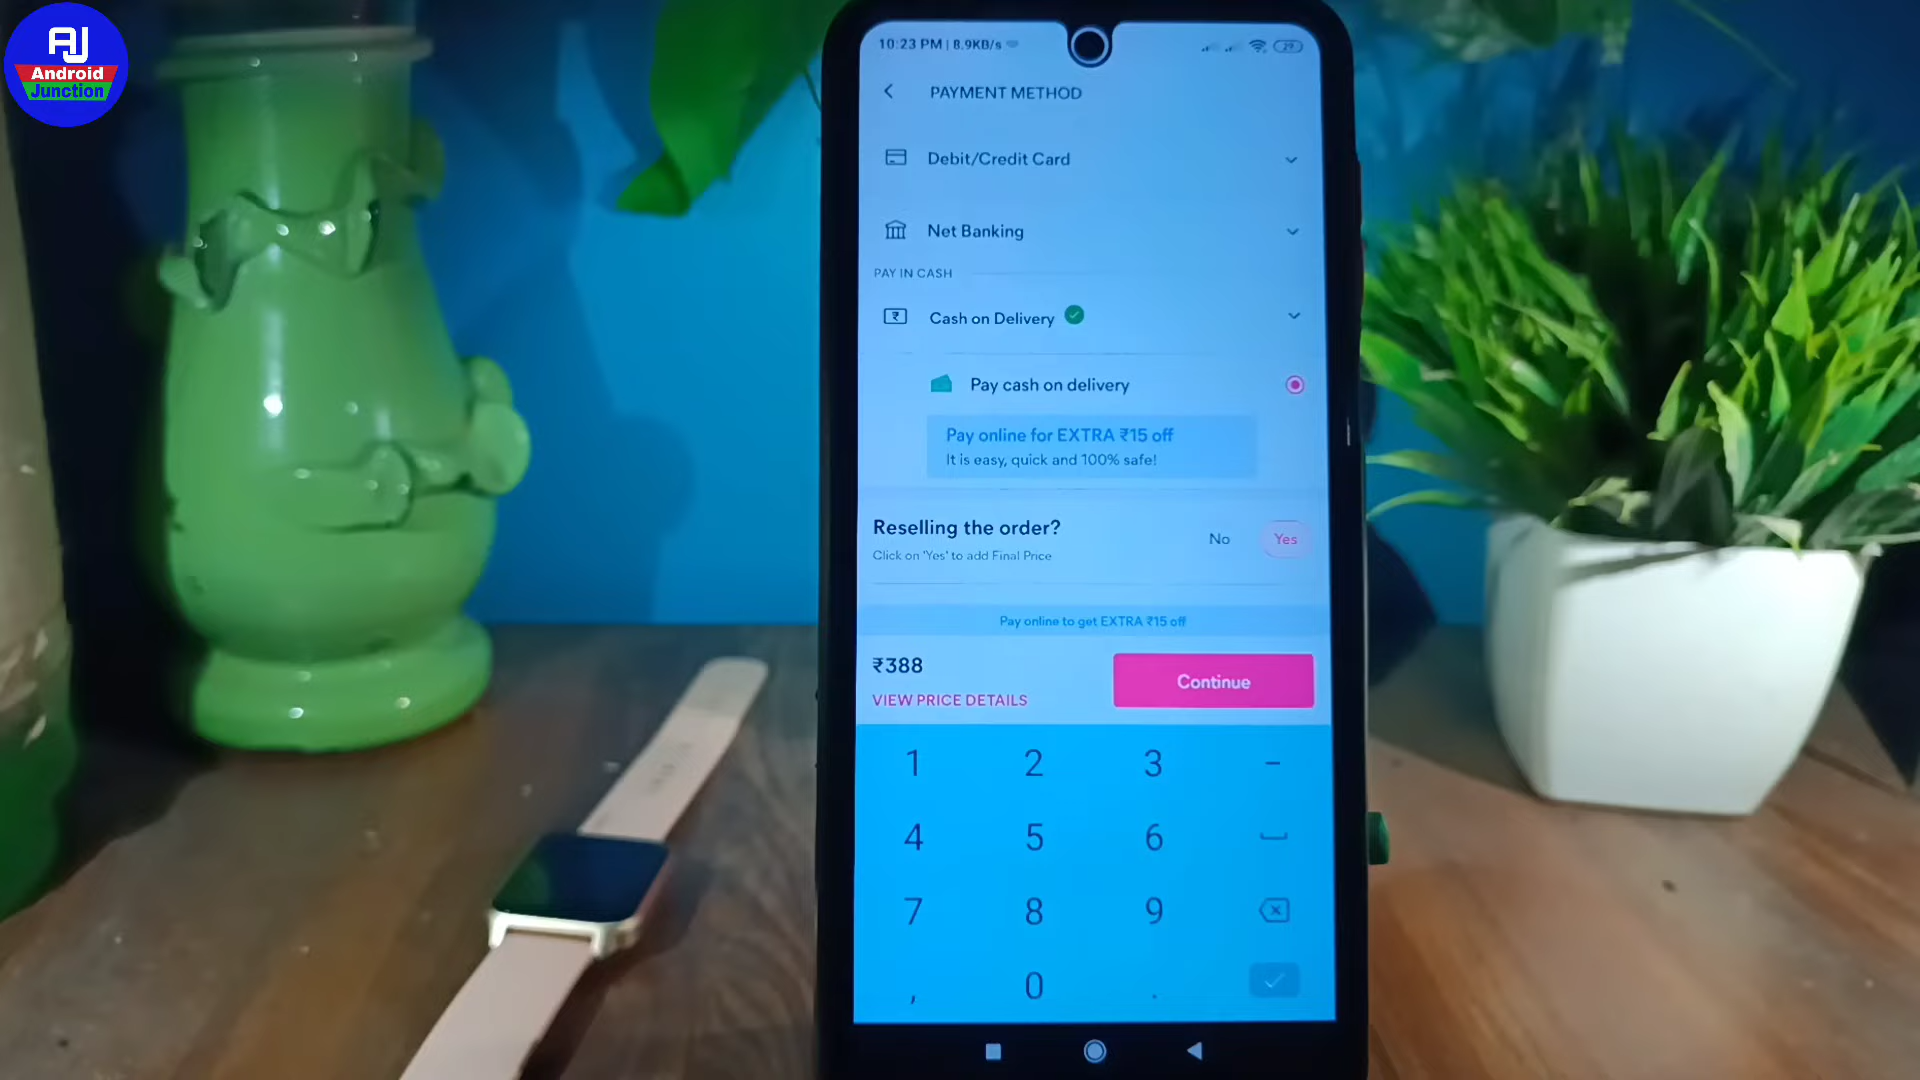 AJ
Android
Junction
10:23 PM | 8.9KB/s
29
PAYMENT METHOD
Debit/Credit Card
Net Banking
PAY IN CASH
Cash on Delivery
Pay cash on delivery
Pay online for EXTRA ₹15 off
It is easy, quick and 100% safe!
Reselling the order?
No Yes
Click on 'Yes' to add Final Price
Pay online to get EXTRA ₹15 off
₹388
Continue
VIEW PRICE DETAILS
1 2 3 -
4 5 6
7 8 9
, 0 .